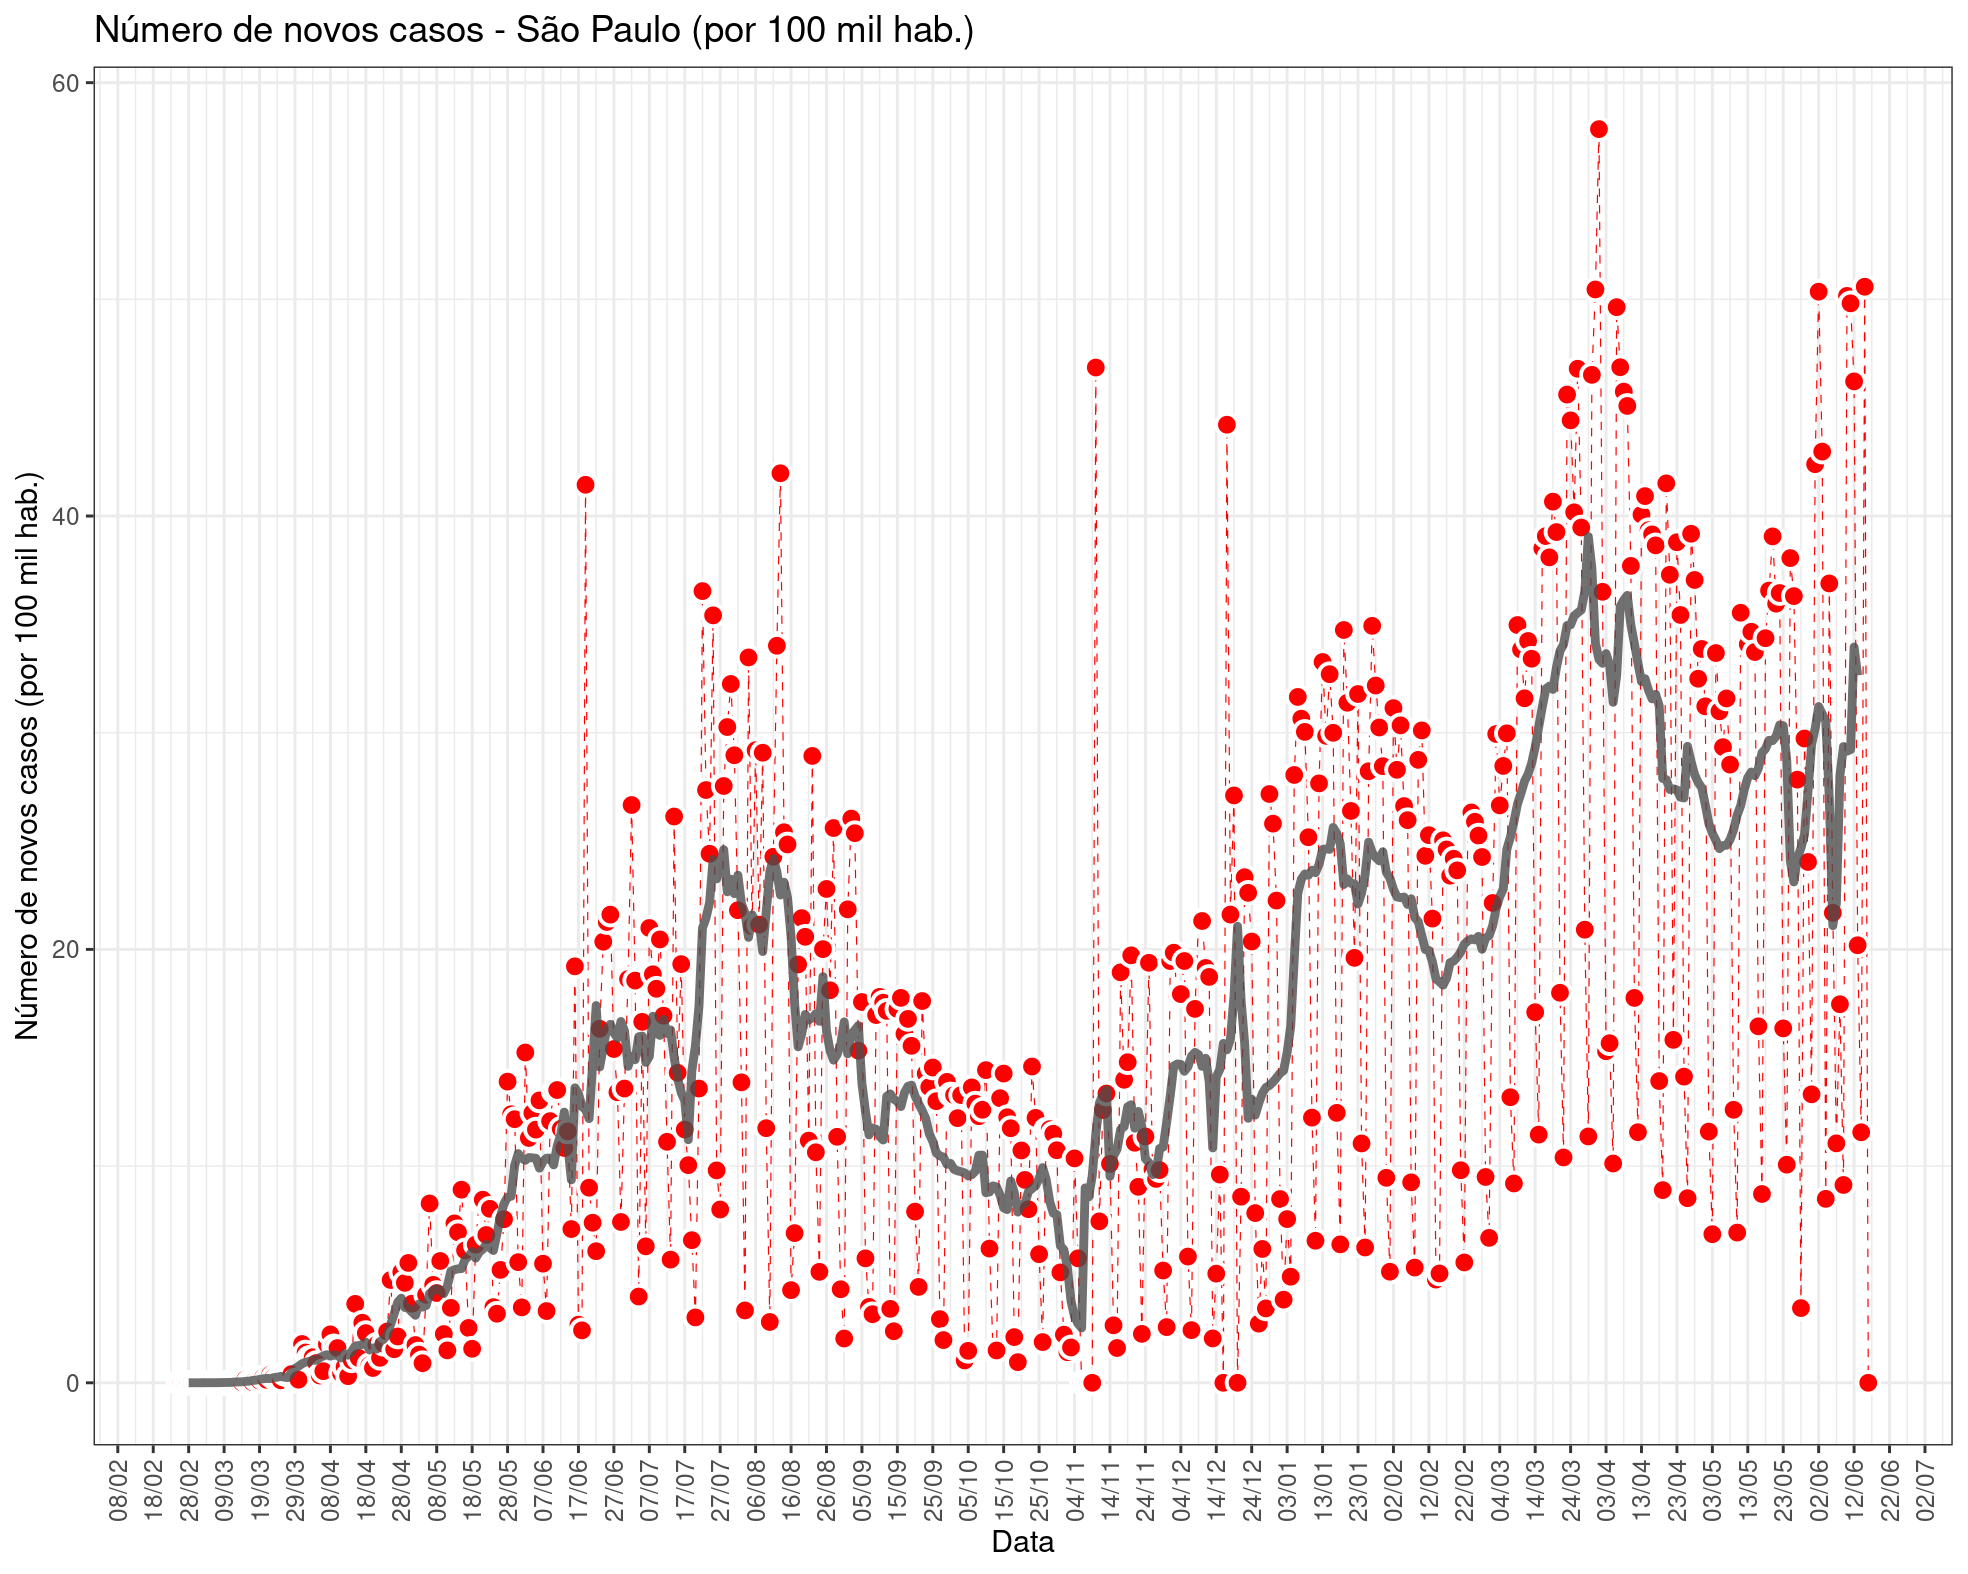 Número de novos casos - São Paulo (por 100 mil hab.)
Número de novos casos (por 100 mil hab.)
60
40
20
0
08/02 18/02 28/02 09/03 19/03 29/03 08/04 18/04 28/04 08/05 18/05 28/05 07/06 17/06 27/06 07/07 17/07 27/07 06/08 16/08 26/08 05/09 15/09 25/09 05/10 15/10 25/10 04/11 14/11 24/11 04/12 14/12 24/12 03/01 13/01 23/01 02/02 12/02 22/02 04/03 14/03 24/03 03/04 13/04 23/04 03/05 13/05 23/05 02/06 12/06 22/06 02/07
Data